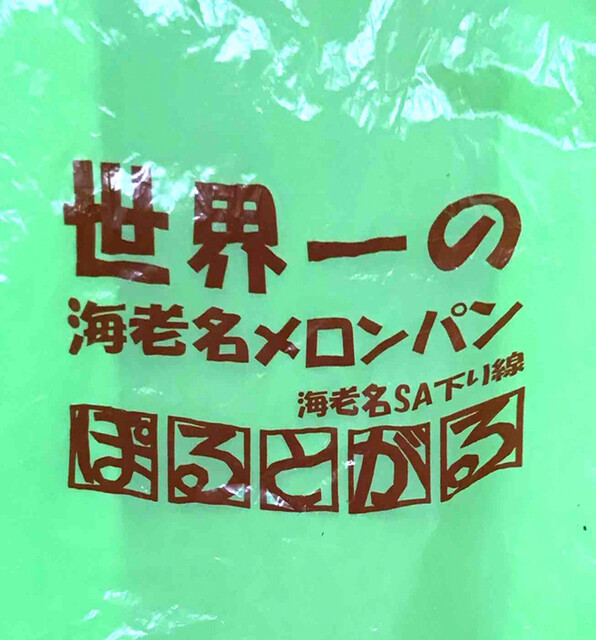 世界一の
海老名メロンパン
海老名SA下り線
ぽるとがる